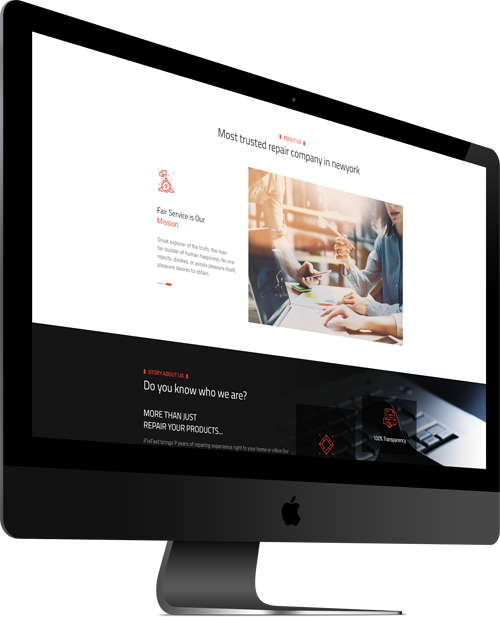 ABOUT US
Most trusted repair company in newyork
Fair Service is Our
Mission.
Great explorer of the truth, the mas-
ter-builder of human happiness. No one
rejects, dislikes, or avoids pleasure itself,
pleasure desires to obtain.
STORY ABOUT US
Do you know who we are?
MORE THAN JUST
REPAIR YOUR PRODUCTS...
iFixFast brings 9 years of repairing experience right to your home or office Our
100% Transparency